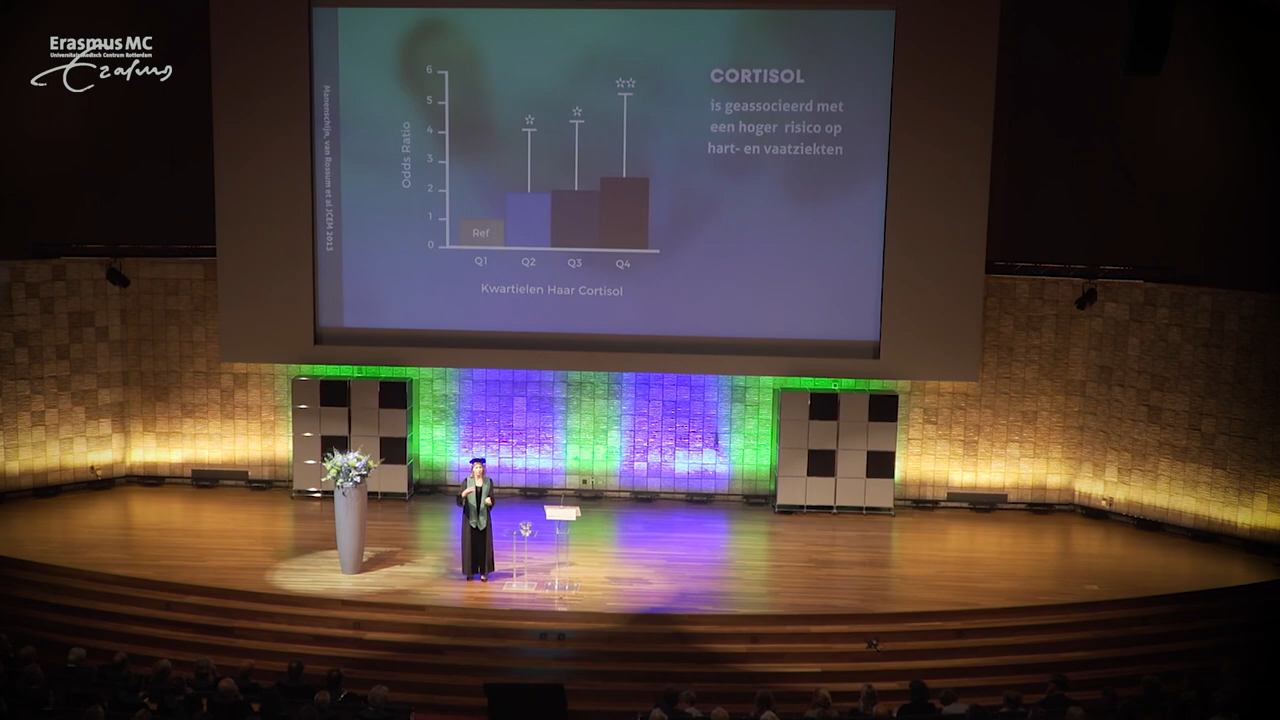 Erasmus MC
Universitair Medisch Centrum Rotterdam
Erasmus
Manenschijn, van Rossum et al JCEM 2013
Odds Ratio
6
5
4
3
2
1
0
Ref
Q1 Q2 Q3 Q4
Kwartielen Haar Cortisol
CORTISOL
is geassocieerd met
een hoger risico op
hart- en vaatziekten